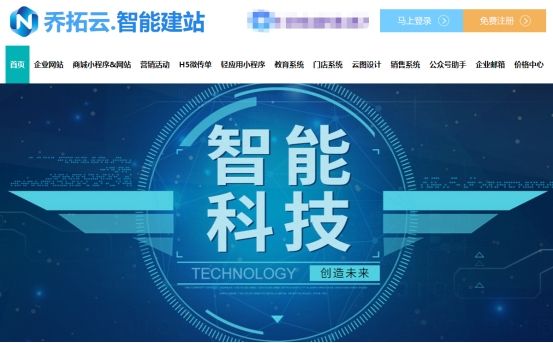 乔拓云.智能建站
马上登录
免费注册
首页 企业网站 商城小程序&网站 营销活动 H5微传单 轻应用小程序 教育系统 门店系统 云图设计 销售系统 公众号助手 企业邮箱 价格中心
智能
科技
TECHNOLOGY 创造未来